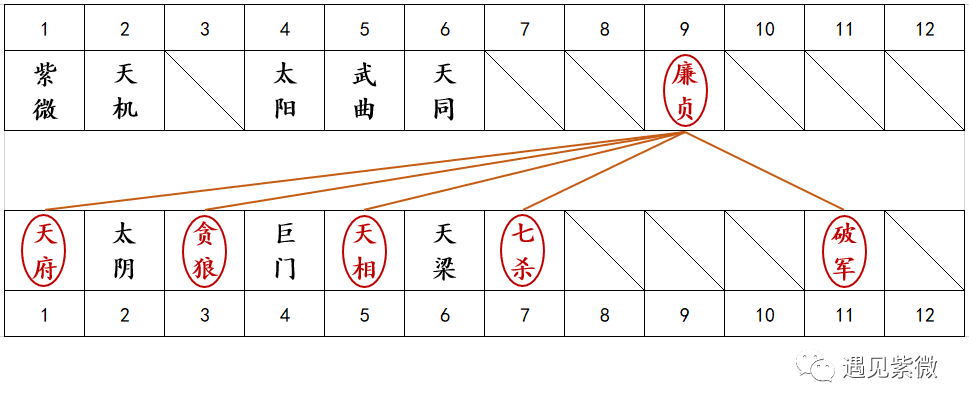 1 2 3 4 5 6 7 8 9 10 11 12
紫微 天机 太阳 武曲 天同 廉贞
天府 太阴 贪狼 巨门 天相 天梁 七杀 破军
1 2 3 4 5 6 7 8 9 10 11 12
遇见紫微